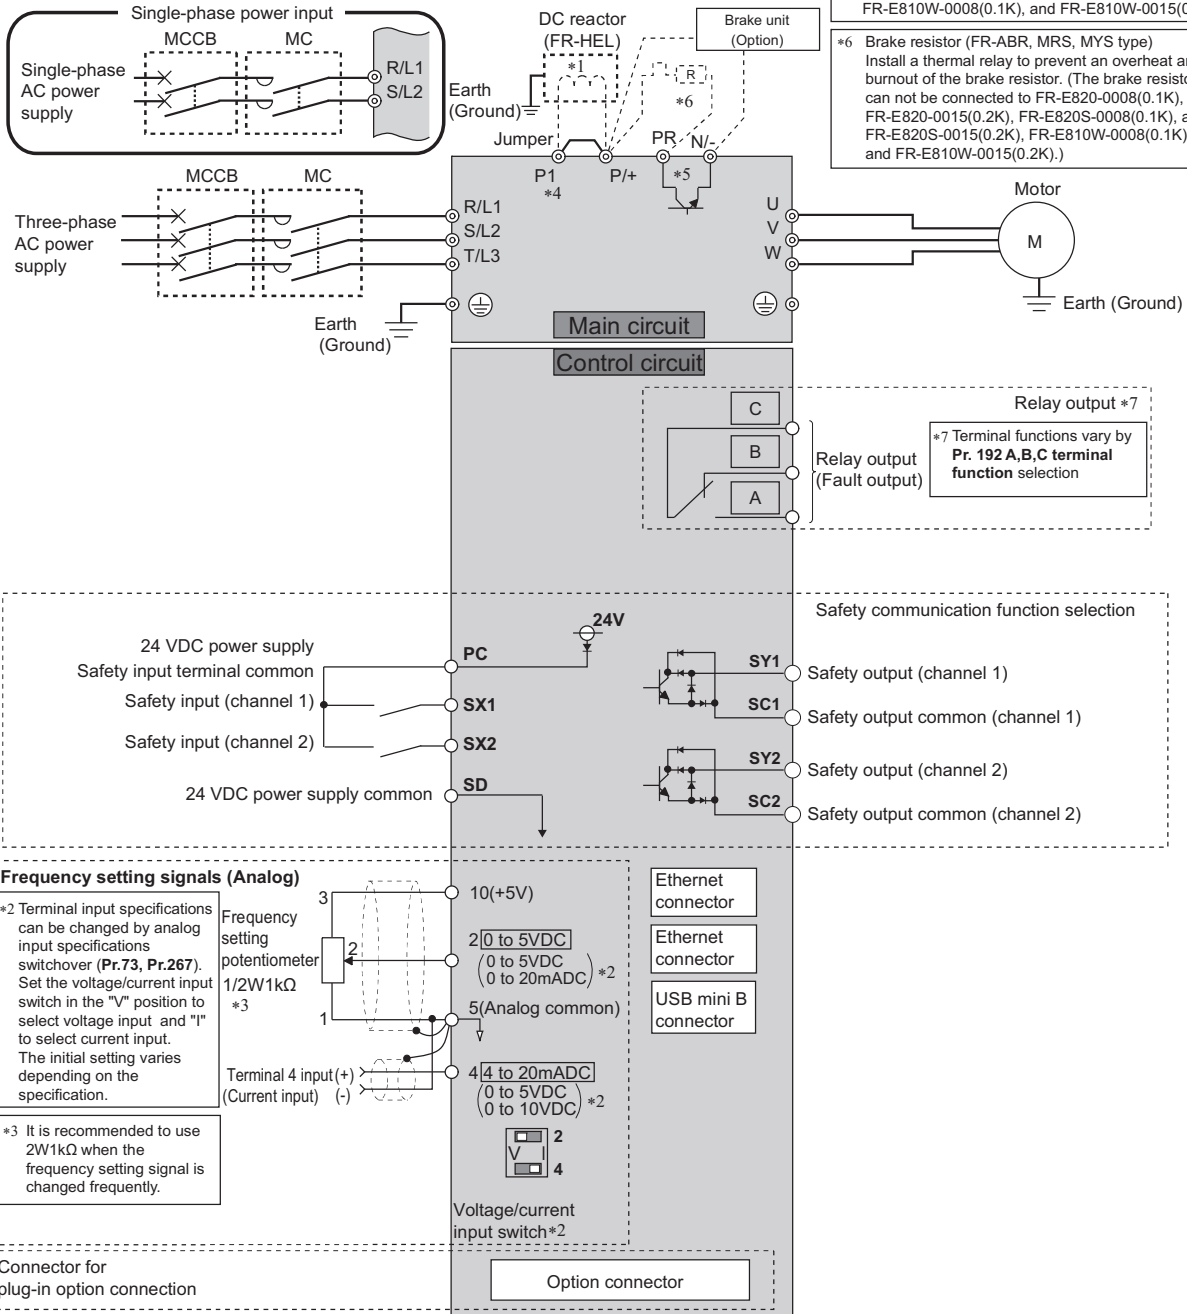 Single-phase power input
MCCB
MC
Single-phase
AC power
supply
R/L1
S/L2
DC reactor
(FR-HEL)
*1
Earth
(Ground)
Brake unit
(Option)
R
*6
Jumper
PR
N/-
P1
*4
P/+
*5
FR-E810W-0008(0.1K), and FR-E810W-0015(0
*6 Brake resistor (FR-ABR, MRS, MYS type)
Install a thermal relay to prevent an overheat a
burnout of the brake resistor. (The brake resisto
can not be connected to FR-E820-0008(0.1K),
FR-E820-0015(0.2K), FR-E820S-0008(0.1K), a
FR-E820S-0015(0.2K), FR-E810W-0008(0.1K)
and FR-E810W-0015(0.2K).)
MCCB
MC
Three-phase
AC power
supply
R/L1
S/L2
T/L3
Earth
(Ground)
U
V
W
Motor
M
Earth (Ground)
Main circuit
Control circuit
C
B
A
Relay output *7
Relay output
(Fault output)
*7 Terminal functions vary by
Pr. 192 A,B,C terminal
function selection
Safety communication function selection
24 VDC power supply
Safety input terminal common
Safety input (channel 1)
Safety input (channel 2)
24 VDC power supply common
PC
24V
SX1
SX2
SD
SY1
Safety output (channel 1)
SC1
Safety output common (channel 1)
SY2
Safety output (channel 2)
SC2
Safety output common (channel 2)
Frequency setting signals (Analog)
*2 Terminal input specifications
can be changed by analog
input specifications
switchover (Pr.73, Pr.267).
Set the voltage/current input
switch in the "V" position to
select voltage input and "I"
to select current input.
The initial setting varies
depending on the
specification.
*3 It is recommended to use
2W1kΩ when the
frequency setting signal is
changed frequently.
Frequency
setting
potentiometer
1/2W1kΩ
*3
3
2
1
Terminal 4 input (+)
(Current input) (-)
10(+5V)
2 0 to 5VDC
(0 to 5VDC
0 to 20mADC) *2
5(Analog common)
4 4 to 20mADC
(0 to 5VDC
0 to 10VDC) *2
2
V I
4
Voltage/current
input switch*2
Ethernet
connector
Ethernet
connector
USB mini B
connector
Connector for
plug-in option connection
Option connector